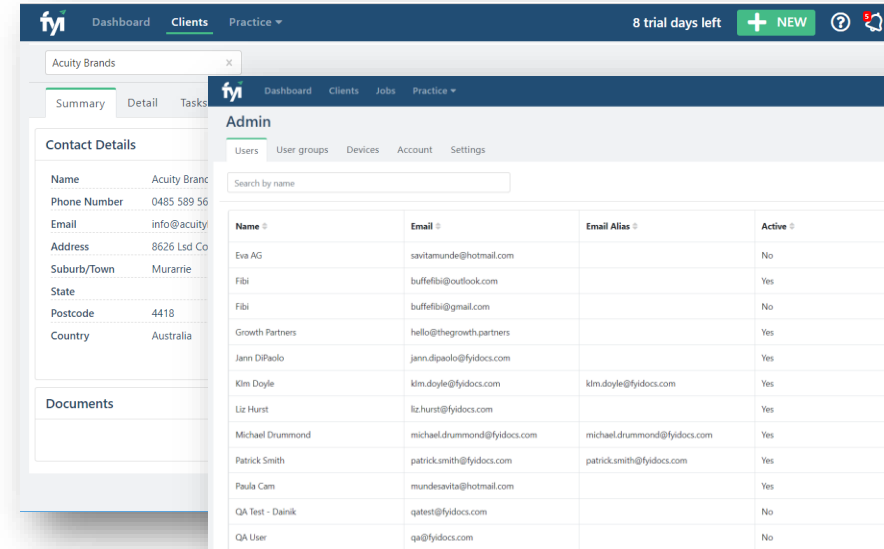 fyi Dashboard Clients Practice 8 trial days left NEW 5
Acuity Brands x
Summary Detail Tasks
Contact Details
Name Acuity Brand
Phone Number 0485 589 56
Email info@acuity
Address 8626 Lsd Co
Suburb/Town Murarrie
State
Postcode 4418
Country Australia
Documents
fyi Dashboard Clients Jobs Practice
Admin
Users User groups Devices Account Settings
Search by name
Name Email Email Alias Active
Eva AG savitamunde@hotmail.com No
Fibi buffefibi@outlook.com Yes
Fibi buffefibi@gmail.com No
Growth Partners hello@thegrowth.partners Yes
Jann DiPaolo jann.dipaolo@fyidocs.com Yes
KIm Doyle kIm.doyle@fyidocs.com kIm.doyle@fyidocs.com Yes
Liz Hurst liz.hurst@fyidocs.com Yes
Michael Drummond michael.drummond@fyidocs.com michael.drummond@fyidocs.com Yes
Patrick Smith patrick.smith@fyidocs.com patrick.smith@fyidocs.com Yes
Paula Cam mundesavita@hotmail.com Yes
QA Test - Dainik qatest@fyidocs.com No
QA User qa@fyidocs.com No